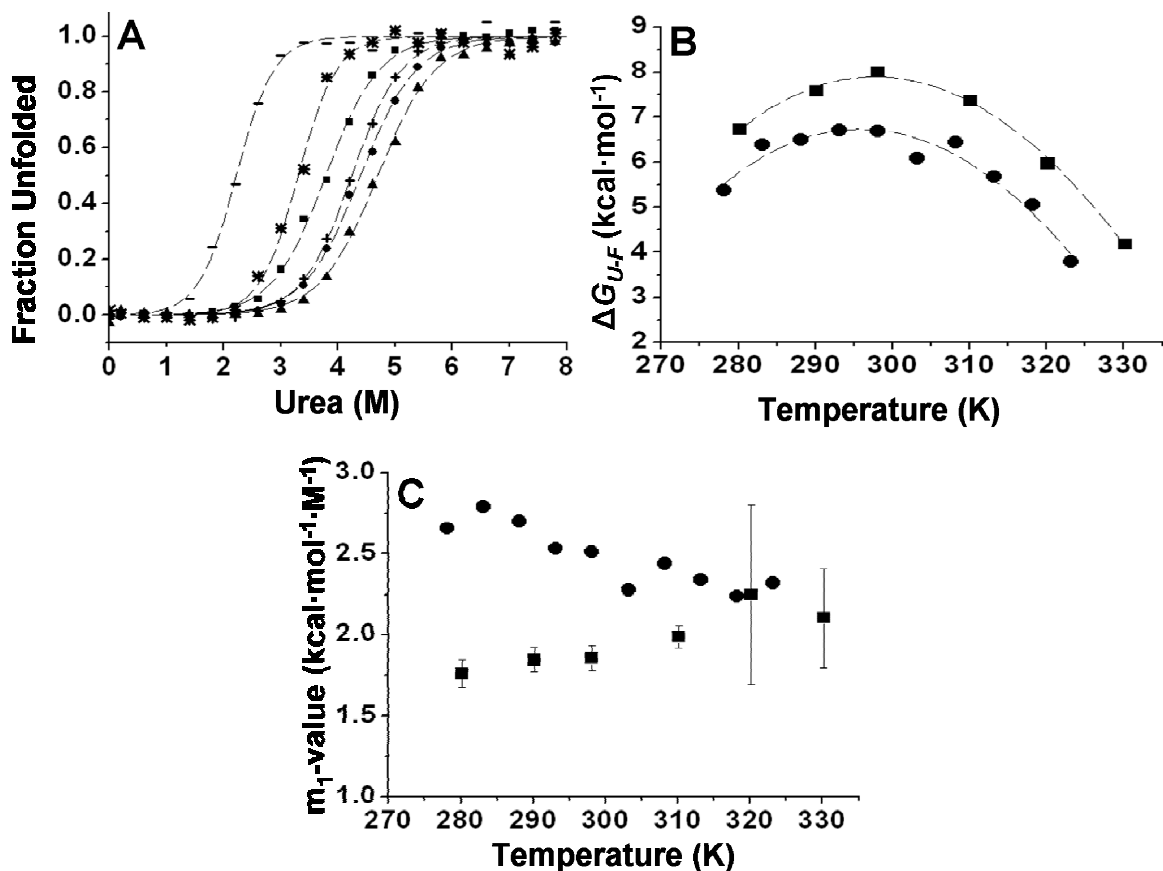 A
Fraction Unfolded
1.0
0.8
0.6
0.4
0.2
0.0
0 1 2 3 4 5 6 7 8
Urea (M)
B
ΔG_U-F (kcal·mol⁻¹)
9
8
7
6
5
4
3
2
270 280 290 300 310 320 330
Temperature (K)
C
m₁-value (kcal·mol⁻¹·M⁻¹)
3.0
2.5
2.0
1.5
1.0
270 280 290 300 310 320 330
Temperature (K)